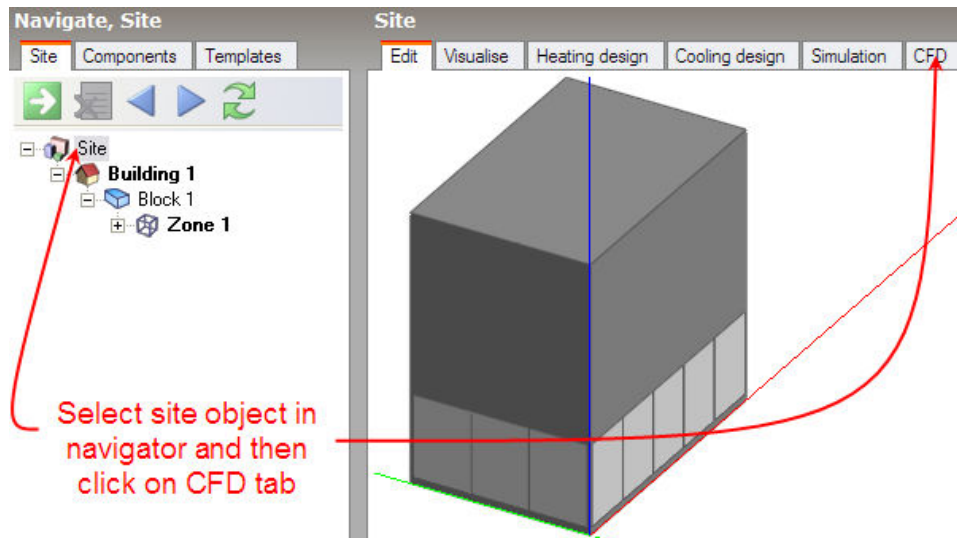 Navigate, Site
Site Components Templates
Site
Building 1
Block 1
Zone 1
Site
Edit Visualise Heating design Cooling design Simulation CFD
Select site object in
navigator and then
click on CFD tab